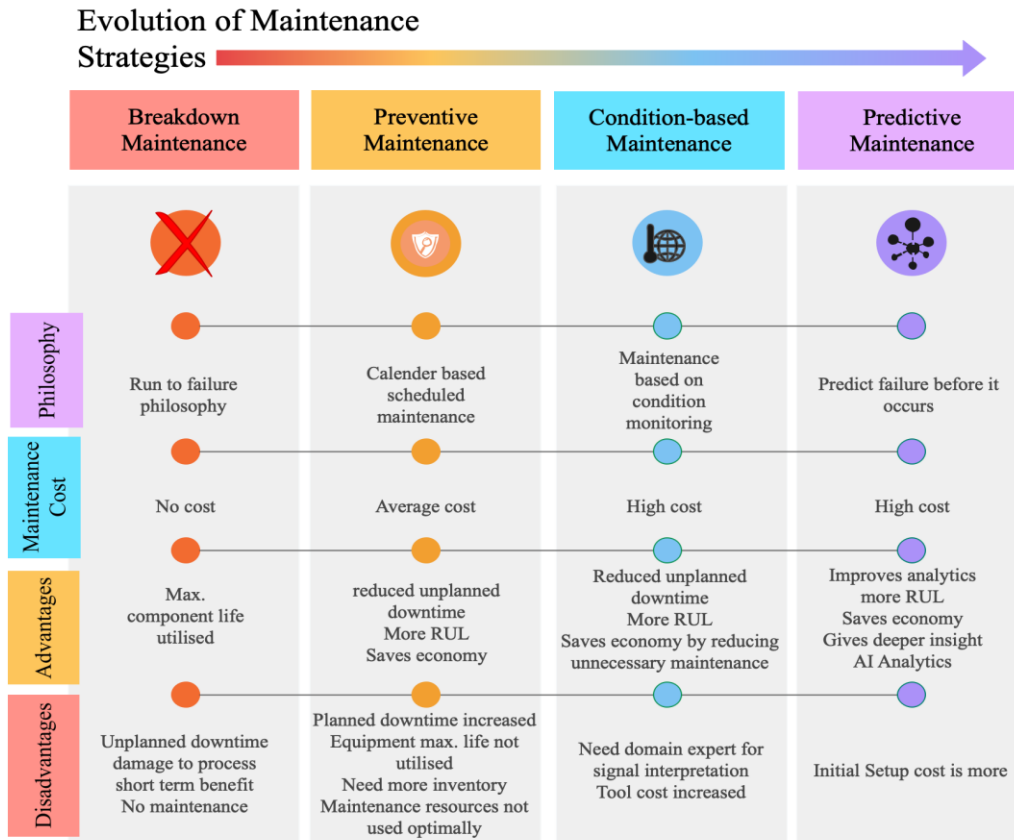 Evolution of Maintenance
Strategies
Breakdown
Maintenance
Preventive
Maintenance
Condition-based
Maintenance
Predictive
Maintenance
Philosophy
Run to failure
philosophy
Calender based
scheduled
maintenance
Maintenance
based on
condition
monitoring
Predict failure before it
occurs
Maintenance
Cost
No cost
Average cost
High cost
High cost
Advantages
Max.
component life
utilised
reduced unplanned
downtime
More RUL
Saves economy
Reduced unplanned
downtime
More RUL
Saves economy by reducing
unnecessary maintenance
Improves analytics
more RUL
Saves economy
Gives deeper insight
AI Analytics
Disadvantages
Unplanned downtime
damage to process
short term benefit
No maintenance
Planned downtime increased
Equipment max. life not
utilised
Need more inventory
Maintenance resources not
used optimally
Need domain expert for
signal interpretation
Tool cost increased
Initial Setup cost is more